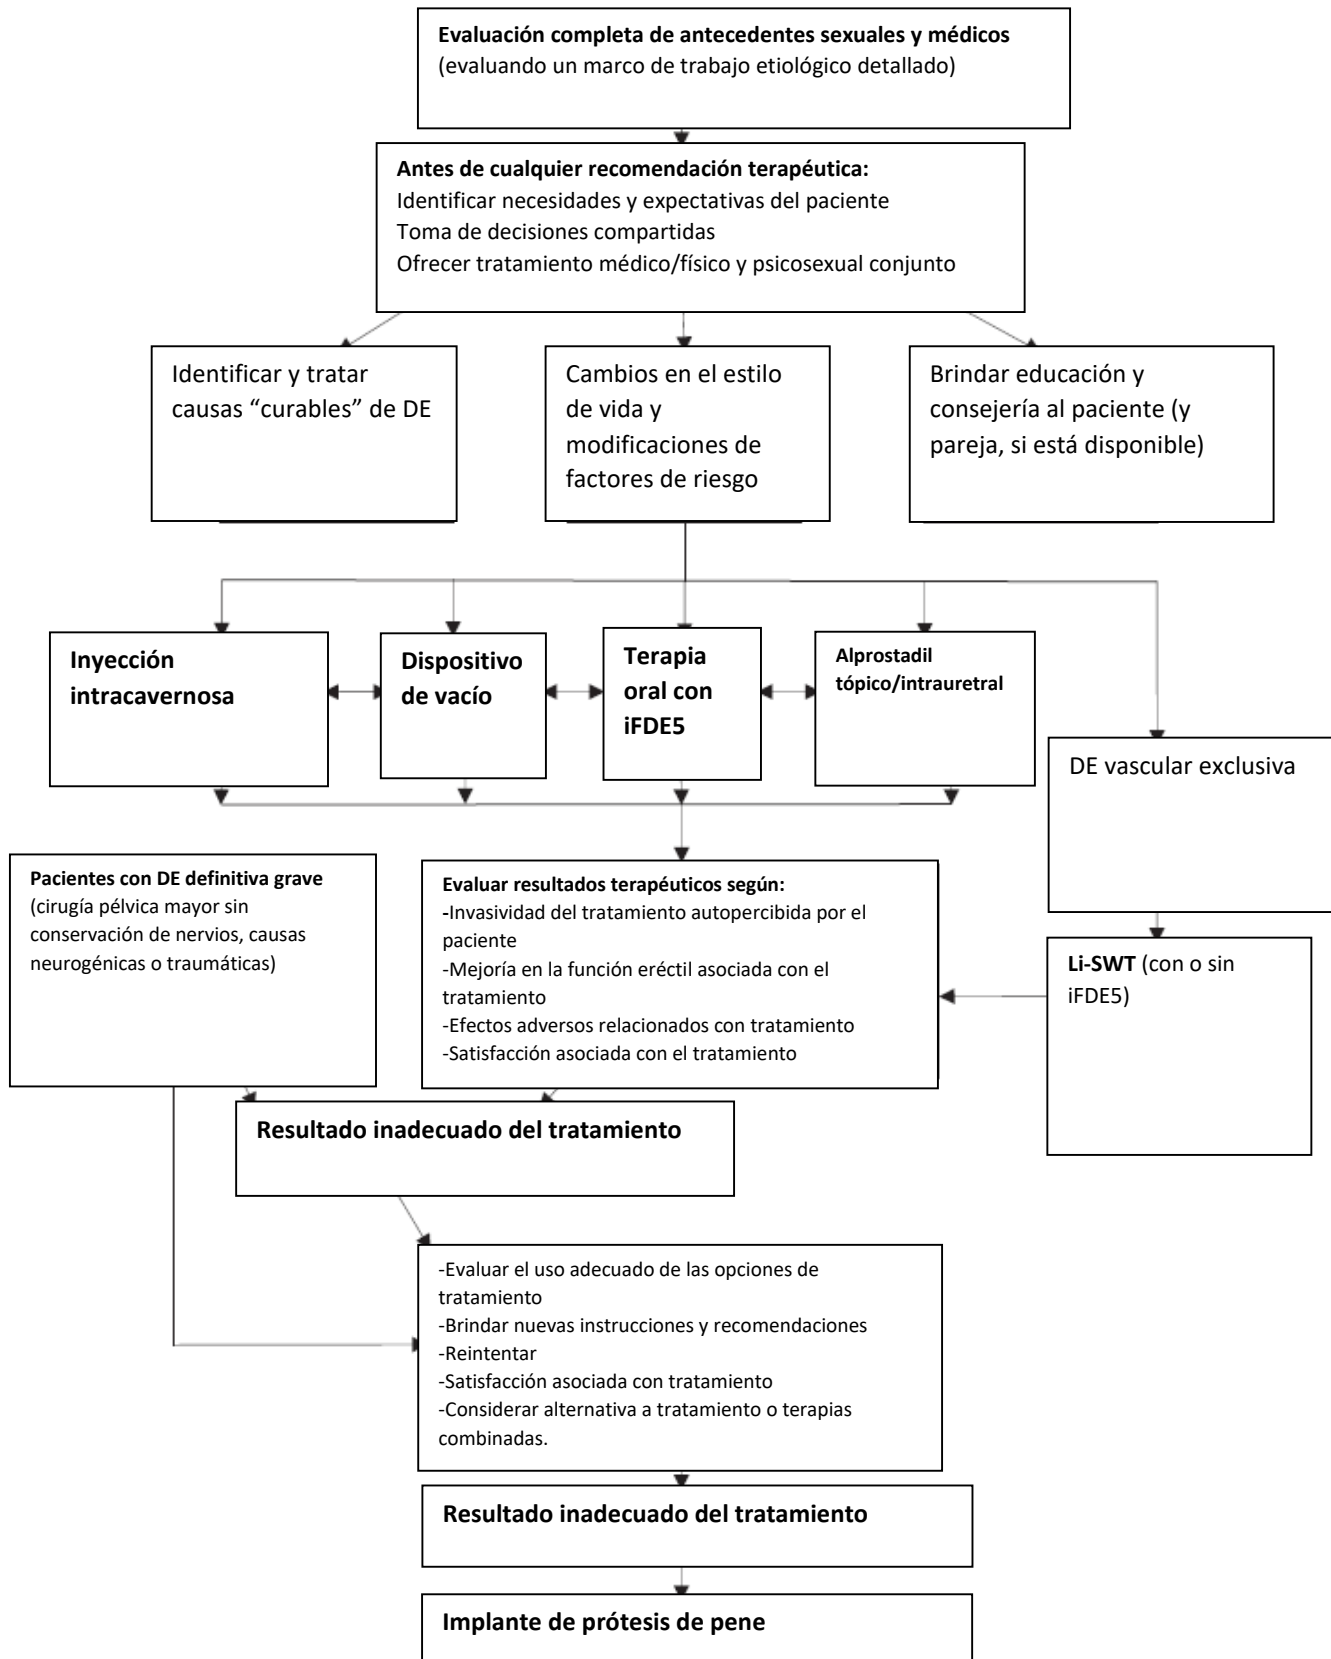 Evaluación completa de antecedentes sexuales y médicos
(evaluando un marco de trabajo etiológico detallado)
Antes de cualquier recomendación terapéutica:
Identificar necesidades y expectativas del paciente
Toma de decisiones compartidas
Ofrecer tratamiento médico/físico y psicosexual conjunto
Identificar y tratar
causas “curables” de DE
Cambios en el estilo
de vida y
modificaciones de
factores de riesgo
Brindar educación y
consejería al paciente (y
pareja, si está disponible)
Inyección
intracavernosa
Dispositivo
de vacío
Terapia
oral con
iFDE5
Alprostadil
tópico/intrauretral
DE vascular exclusiva
Pacientes con DE definitiva grave
(cirugía pélvica mayor sin
conservación de nervios, causas
neurogénicas o traumáticas)
Evaluar resultados terapéuticos según:
-Invasividad del tratamiento autopercibida por el
paciente
-Mejoría en la función eréctil asociada con el
tratamiento
-Efectos adversos relacionados con tratamiento
-Satisfacción asociada con el tratamiento
Li-SWT (con o sin
iFDE5)
Resultado inadecuado del tratamiento
-Evaluar el uso adecuado de las opciones de
tratamiento
-Brindar nuevas instrucciones y recomendaciones
-Reintentar
-Satisfacción asociada con tratamiento
-Considerar alternativa a tratamiento o terapias
combinadas.
Resultado inadecuado del tratamiento
Implante de prótesis de pene